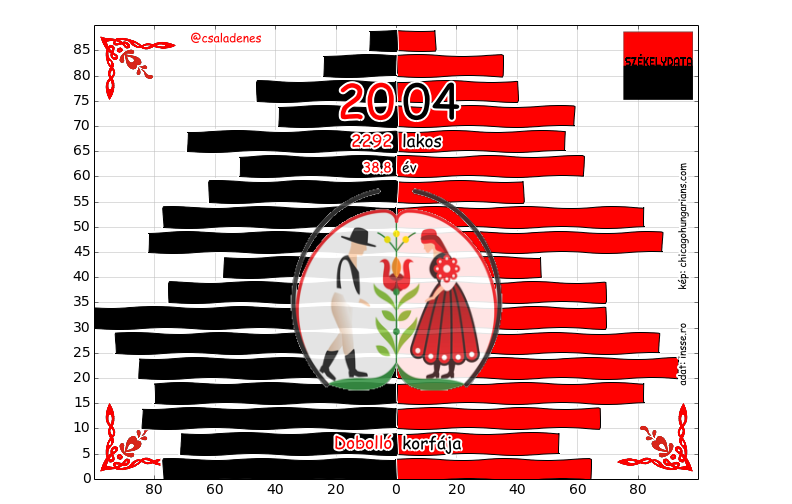 @csaladenes
SZÉKELYDATA
2004
2292 lakos
38.8 év
kép: chicagohungarians.com
adat: insse.ro
Dobolló korfája
85
80
75
70
65
60
55
50
45
40
35
30
25
20
15
10
5
0
80 60 40 20 0 20 40 60 80